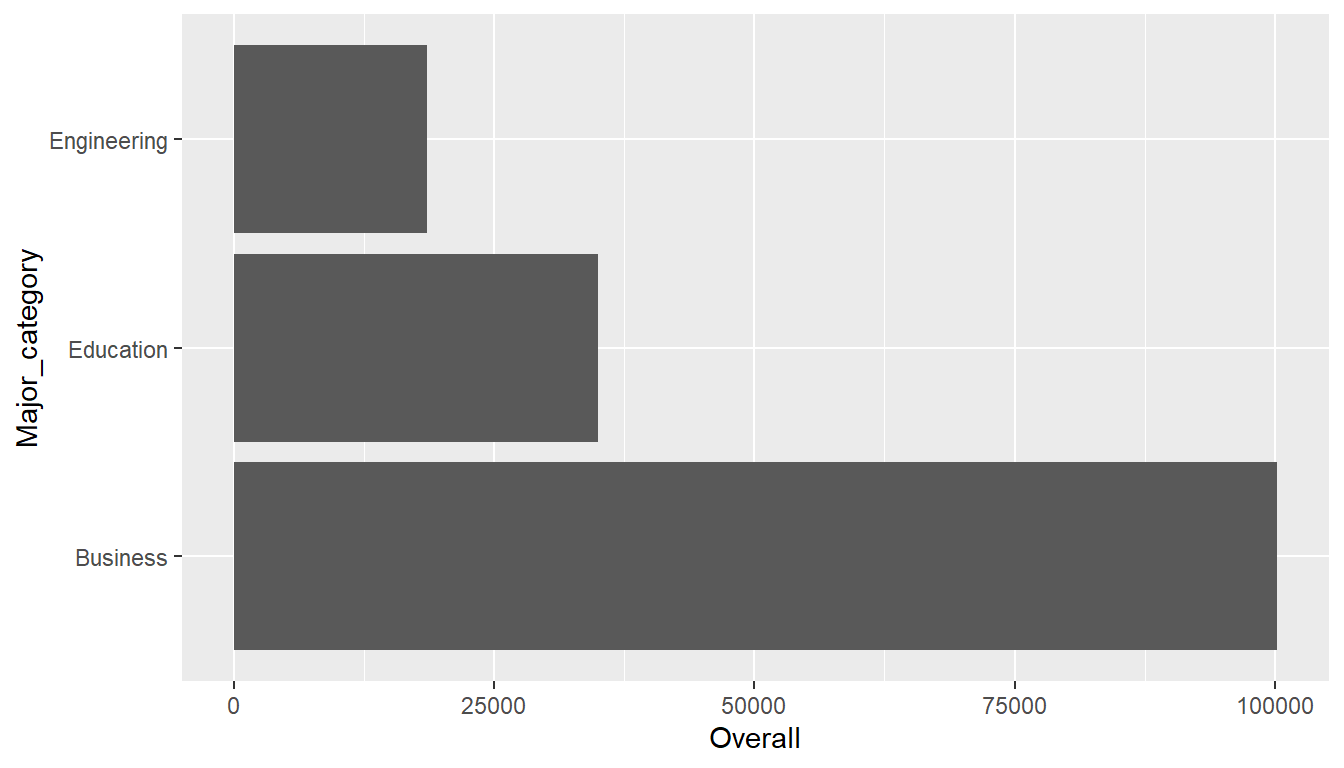 Engineering
Education
Business
Major_category
0 25000 50000 75000 100000
Overall